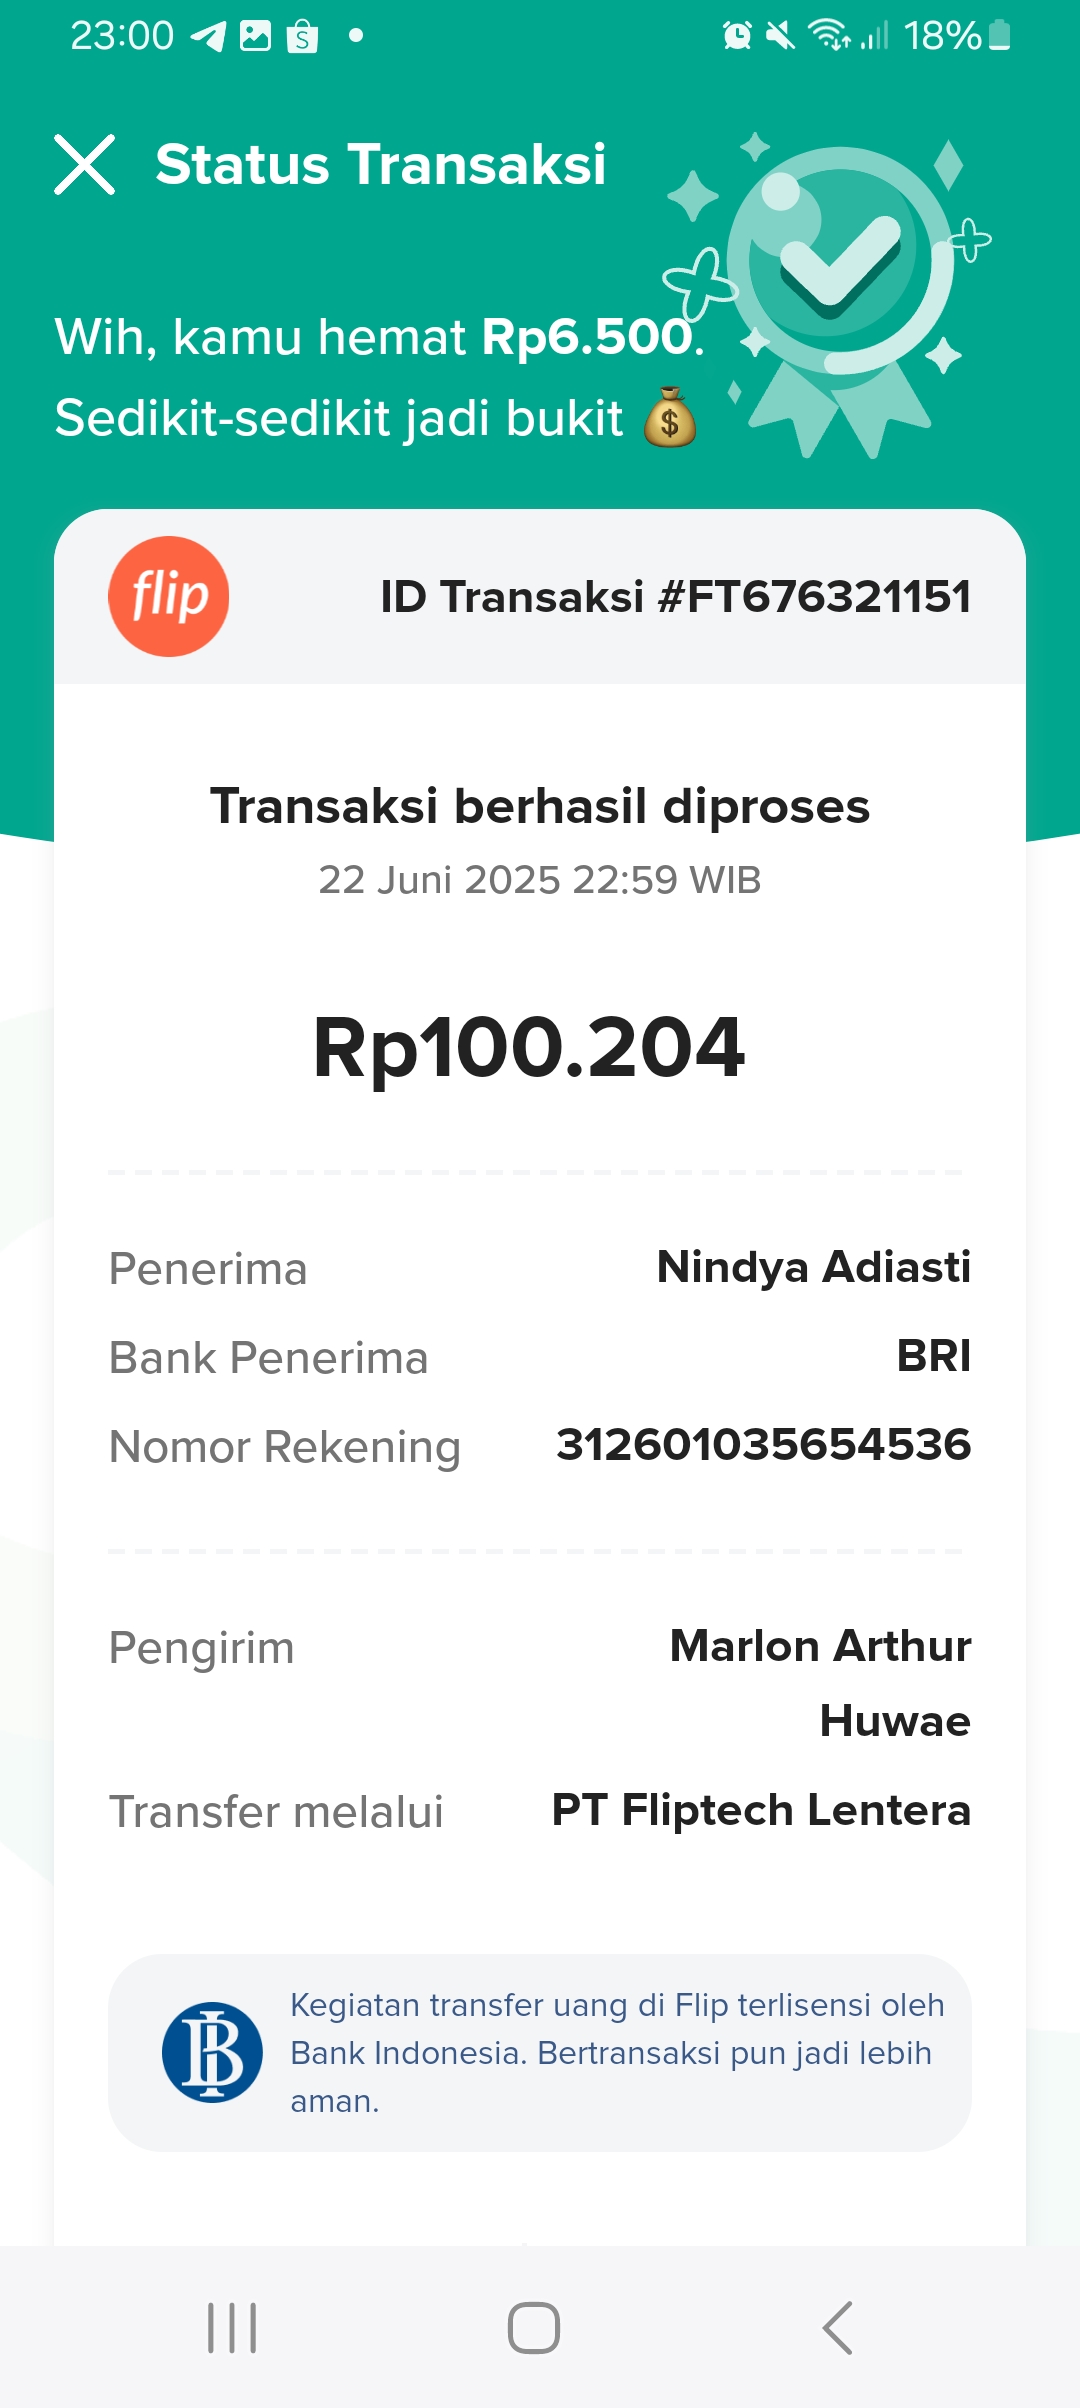 23:00 18%
Status Transaksi
Wih, kamu hemat Rp6.500.
Sedikit-sedikit jadi bukit
flip ID Transaksi #FT676321151
Transaksi berhasil diproses
22 Juni 2025 22:59 WIB
Rp100.204
Penerima Nindya Adiasti
Bank Penerima BRI
Nomor Rekening 312601035654536
Pengirim Marlon Arthur
Huwae
Transfer melalui PT Fliptech Lentera
Kegiatan transfer uang di Flip terlisensi oleh
Bank Indonesia. Bertransaksi pun jadi lebih
aman.